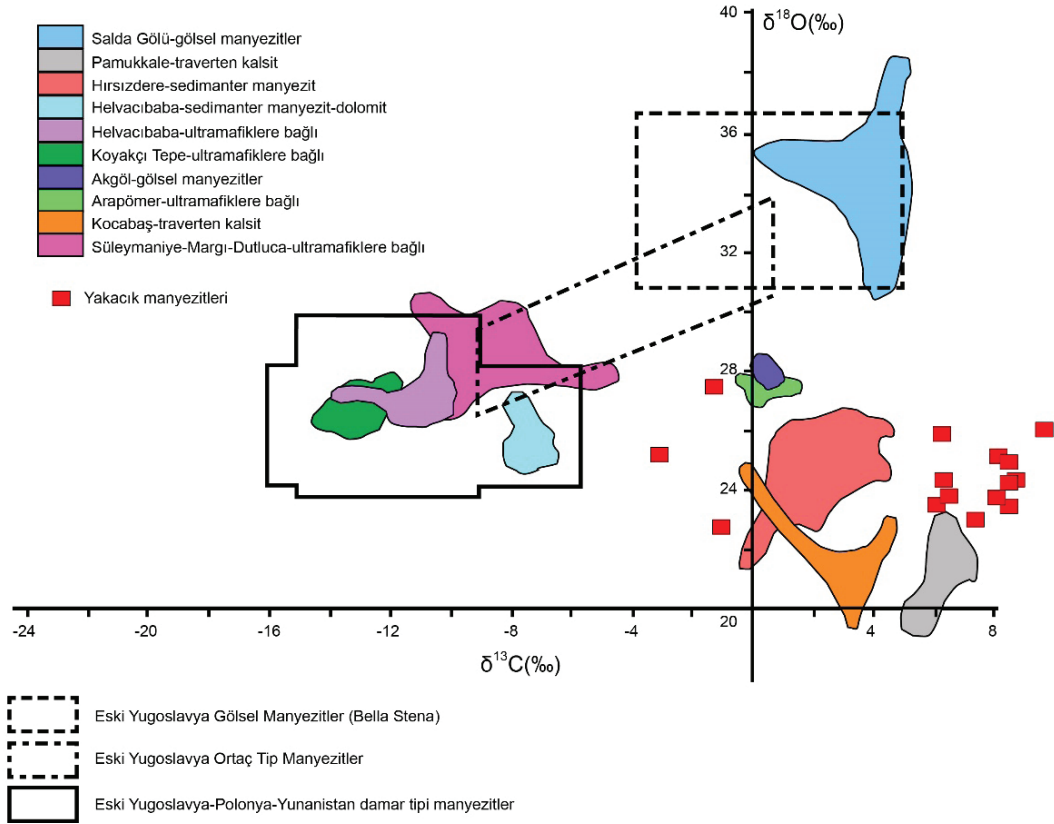 Salda Gölü-gölsel manyezitler
Pamukkale-traverten kalsit
Hırsızdere-sedimanter manyezit
Helvacıbaba-sedimanter manyezit-dolomit
Helvacıbaba-ultramafiklere bağlı
Koyakçı Tepe-ultramafiklere bağlı
Akgöl-gölsel manyezitler
Arapömer-ultramafiklere bağlı
Kocabaş-traverten kalsit
Süleymaniye-Margı-Dutluca-ultramafiklere bağlı
Yakacık manyezitleri
40
δ¹⁸O(‰)
36
32
28
24
20
-24 -20 -16 -12 -8 -4 4 8
δ¹³C(‰)
Eski Yugoslavya Gölsel Manyezitler (Bella Stena)
Eski Yugoslavya Ortaç Tip Manyezitler
Eski Yugoslavya-Polonya-Yunanistan damar tipi manyezitler